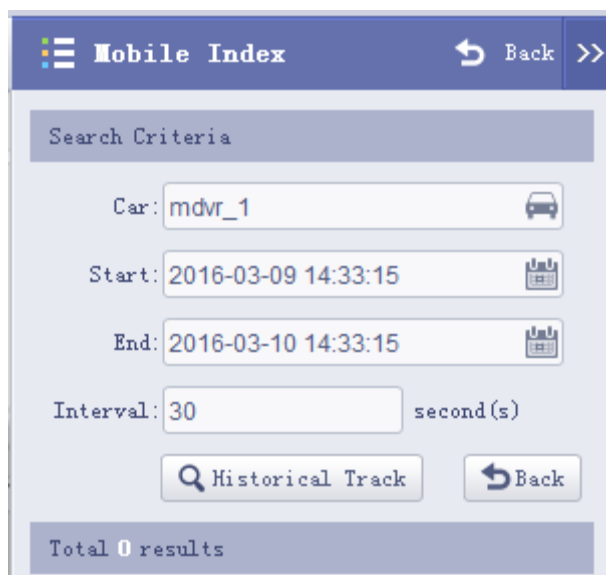 Mobile Index Back >>
Search Criteria
Car: mdvr_1
Start: 2016-03-09 14:33:15
End: 2016-03-10 14:33:15
Interval: 30 second(s)
Historical Track Back
Total 0 results